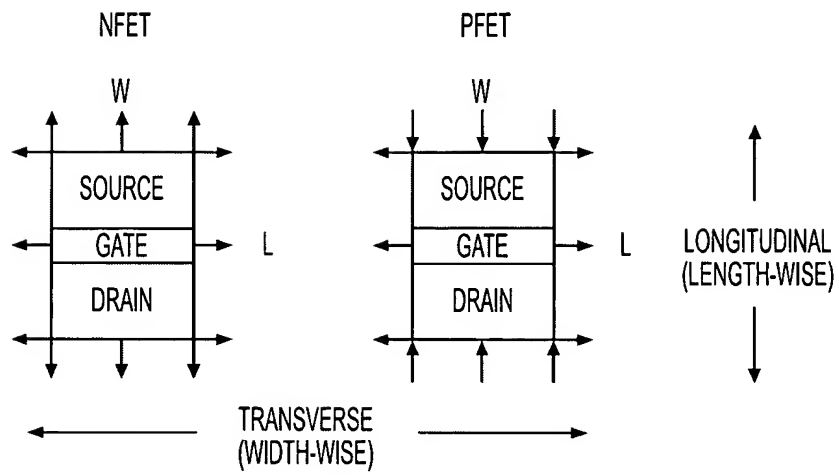 NFET
PFET
W
W
SOURCE
SOURCE
GATE
L
GATE
L
LONGITUDINAL
(LENGTH-WISE)
DRAIN
DRAIN
TRANSVERSE
(WIDTH-WISE)